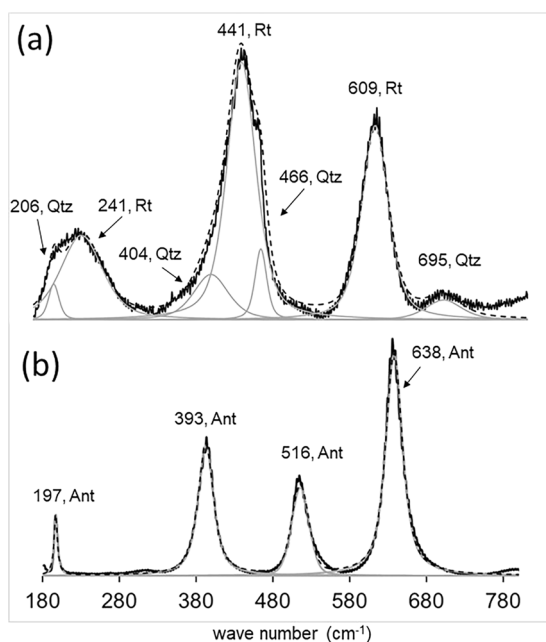 (a)
441, Rt
609, Rt
206, Qtz
241, Rt
466, Qtz
404, Qtz
695, Qtz
(b)
638, Ant
393, Ant
516, Ant
197, Ant
180 280 380 480 580 680 780
wave number (cm-1)